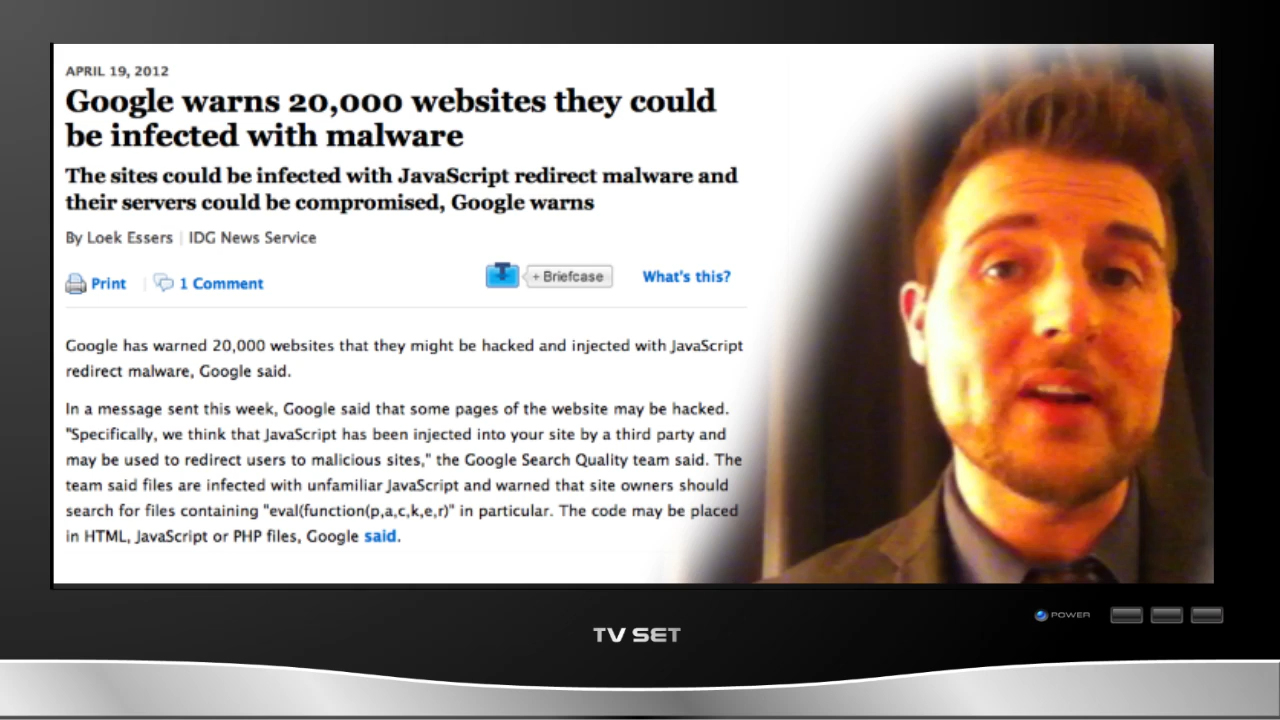 APRIL 19, 2012
Google warns 20,000 websites they could
be infected with malware
The sites could be infected with JavaScript redirect malware and
their servers could be compromised, Google warns
By Loek Essers | IDG News Service
Print | 1 Comment + Briefcase What's this?
Google has warned 20,000 websites that they might be hacked and injected with JavaScript
redirect malware, Google said.
In a message sent this week, Google said that some pages of the website may be hacked.
"Specifically, we think that JavaScript has been injected into your site by a third party and
may be used to redirect users to malicious sites," the Google Search Quality team said. The
team said files are infected with unfamiliar JavaScript and warned that site owners should
search for files containing "eval(function(p,a,c,k,e,r)" in particular. The code may be placed
in HTML, JavaScript or PHP files, Google said.
POWER
TV SET